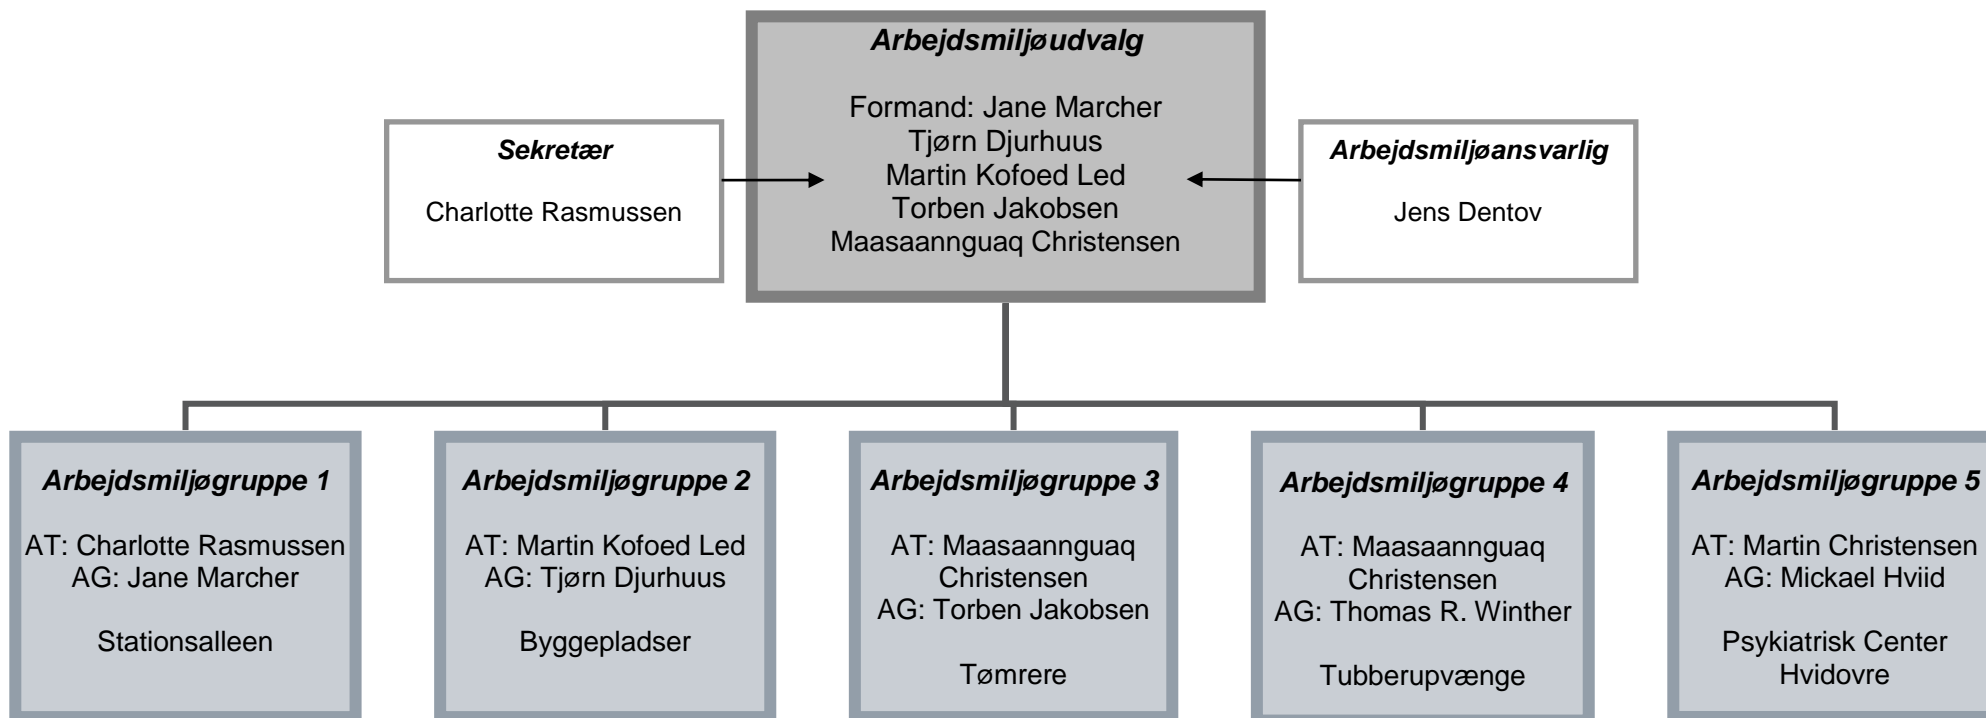 Arbejdsmiljøudvalg
Formand: Jane Marcher
Tjørn Djurhuus
Martin Kofoed Led
Torben Jakobsen
Maasaannguaq Christensen
Sekretær
Charlotte Rasmussen
Arbejdsmiljøansvarlig
Jens Dentov
Arbejdsmiljøgruppe 1
AT: Charlotte Rasmussen
AG: Jane Marcher
Stationsalleen
Arbejdsmiljøgruppe 2
AT: Martin Kofoed Led
AG: Tjørn Djurhuus
Byggepladser
Arbejdsmiljøgruppe 3
AT: Maasaannguaq
Christensen
AG: Torben Jakobsen
Tømrere
Arbejdsmiljøgruppe 4
AT: Maasaannguaq
Christensen
AG: Thomas R. Winther
Tubberupvænge
Arbejdsmiljøgruppe 5
AT: Martin Christensen
AG: Mickael Hviid
Psykiatrisk Center
Hvidovre